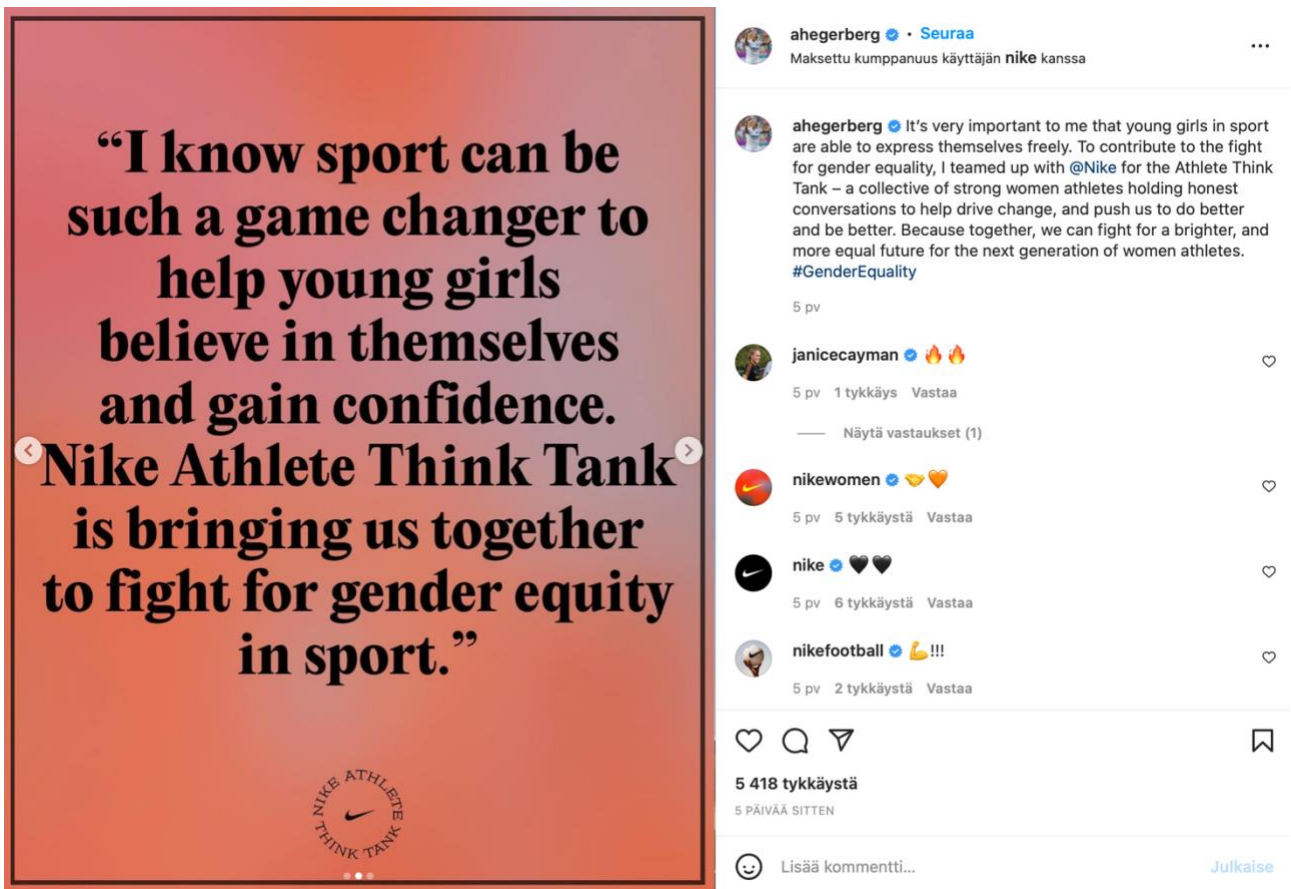 “I know sport can be
such a game changer to
help young girls
believe in themselves
and gain confidence.
Nike Athlete Think Tank
is bringing us together
to fight for gender equity
in sport.”
NIKE ATHLETE THINK TANK
ahegerberg • Seuraa
Maksettu kumppanuus käyttäjän nike kanssa
ahegerberg It’s very important to me that young girls in sport
are able to express themselves freely. To contribute to the fight
for gender equality, I teamed up with @Nike for the Athlete Think
Tank – a collective of strong women athletes holding honest
conversations to help drive change, and push us to do better
and be better. Because together, we can fight for a brighter, and
more equal future for the next generation of women athletes.
#GenderEquality
5 pv
janicecayman 🔥🔥
5 pv 1 tykkäys Vastaa
Näytä vastaukset (1)
nikewomen 🤝🧡
5 pv 5 tykkäystä Vastaa
nike 🖤🖤
5 pv 6 tykkäystä Vastaa
nikefootball 💪!!!
5 pv 2 tykkäystä Vastaa
5 418 tykkäystä
5 PÄIVÄÄ SITTEN
Lisää kommentti... Julkaise